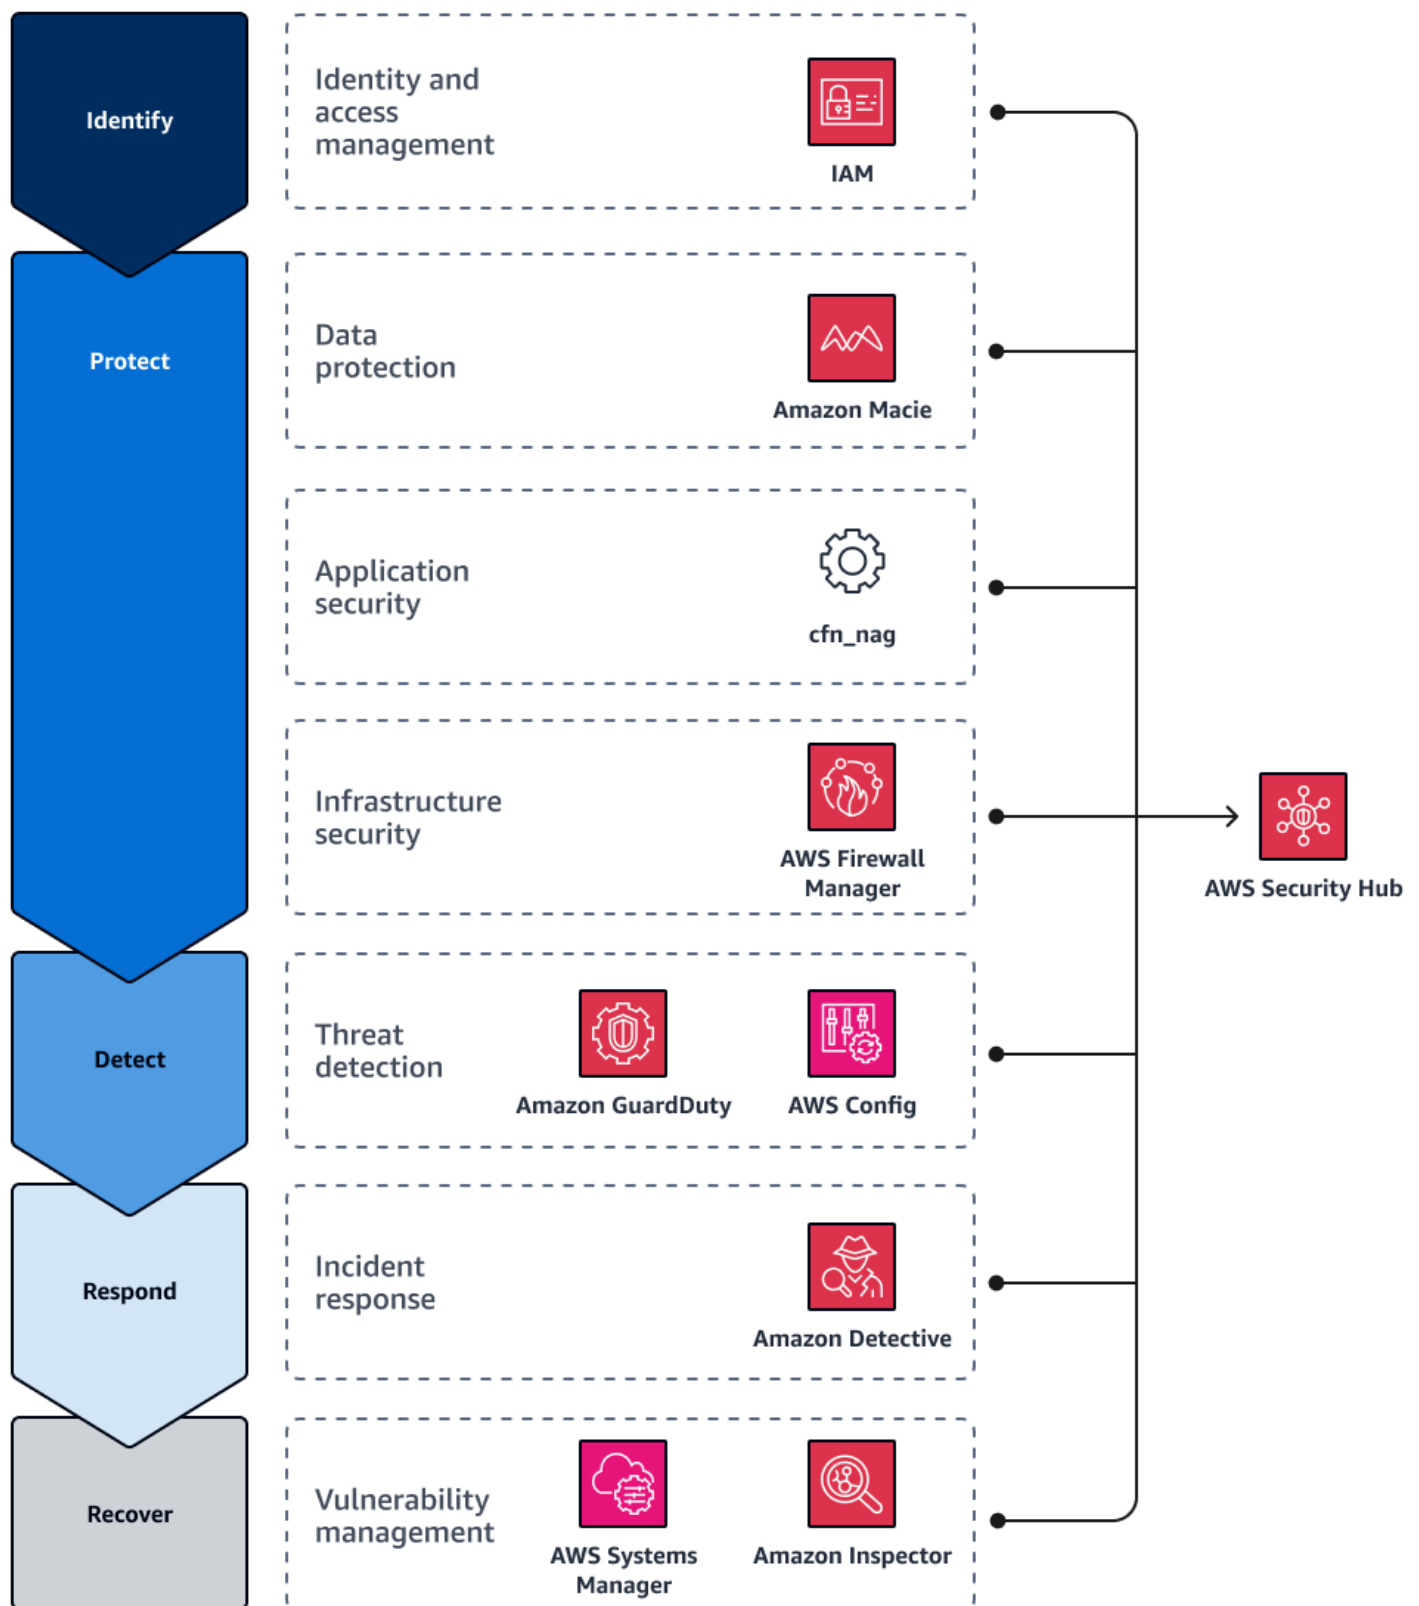 Identify
Identity and
access
management
IAM
Protect
Data
protection
Amazon Macie
Application
security
cfn_nag
Infrastructure
security
AWS Firewall
Manager
AWS Security Hub
Detect
Threat
detection
Amazon GuardDuty
AWS Config
Respond
Incident
response
Amazon Detective
Recover
Vulnerability
management
AWS Systems
Manager
Amazon Inspector